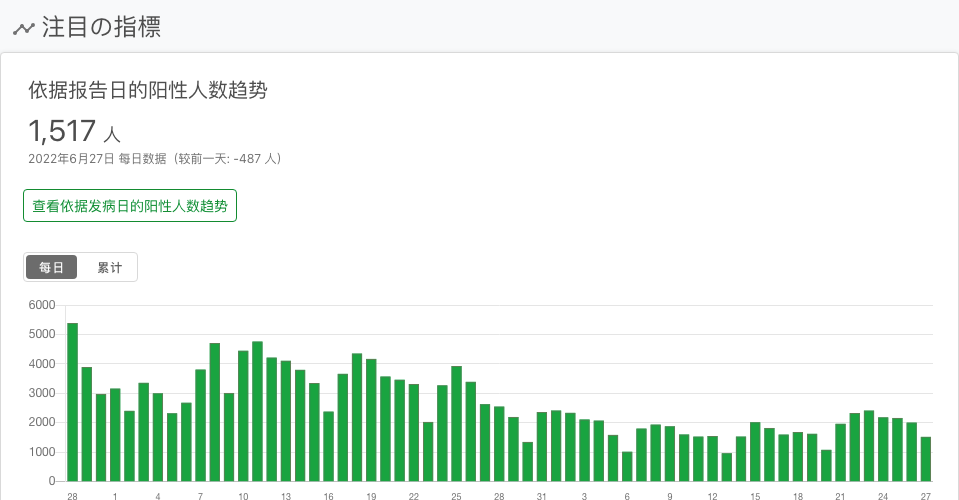 注目の指標
依据报告日的阳性人数趋势
1,517 人
2022年6月27日 每日数据（较前一天: -487 人）
查看依据发病日的阳性人数趋势
每日 累计
6000
5000
4000
3000
2000
1000
0
28 1 4 7 10 13 16 19 22 25 28 31 3 6 9 12 15 18 21 24 27